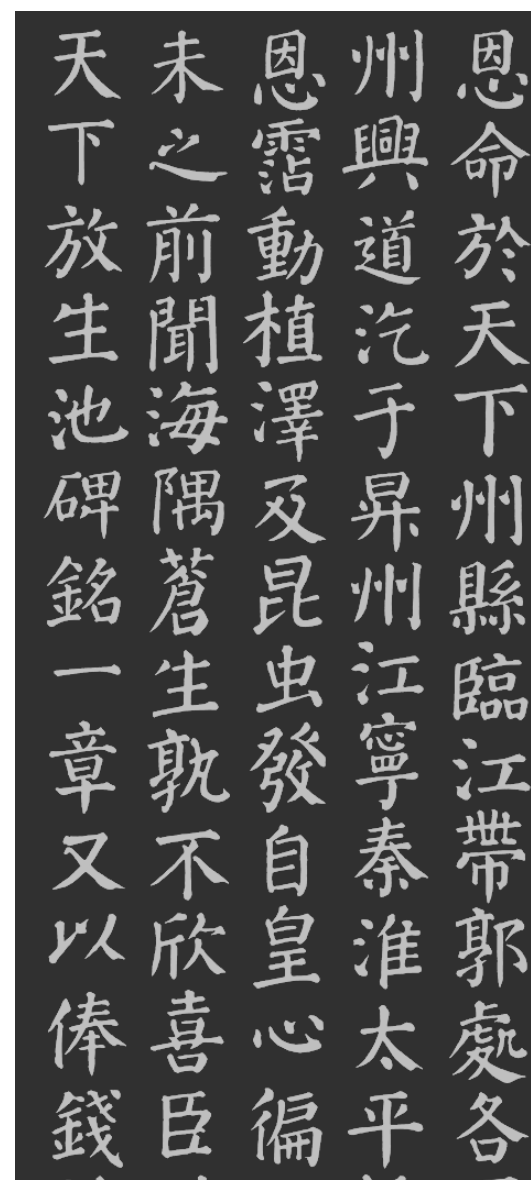 恩命於天下州縣臨江帶郭處各
州興道汔于昇州江寧秦淮太平
恩霑動植澤及昆虫發自皇心徧
未之前聞海隅蒼生孰不欣喜臣
天下放生池碑銘一章又以俸錢